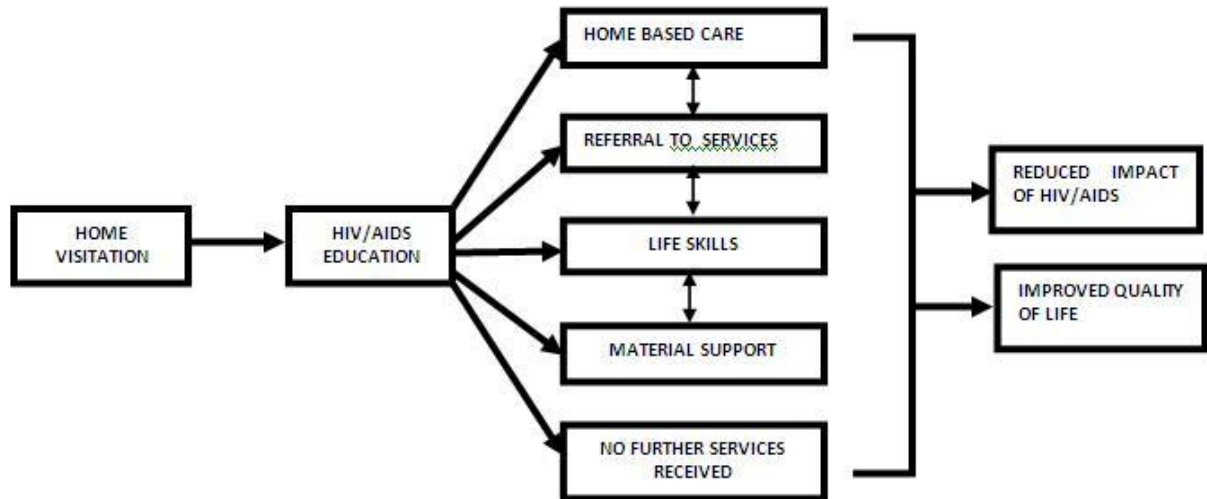 HOME BASED CARE
REFERRAL TO SERVICES
HOME
VISITATION
HIV/AIDS
EDUCATION
LIFE SKILLS
MATERIAL SUPPORT
NO FURTHER SERVICES
RECEIVED
REDUCED IMPACT
OF HIV/AIDS
IMPROVED QUALITY
OF LIFE